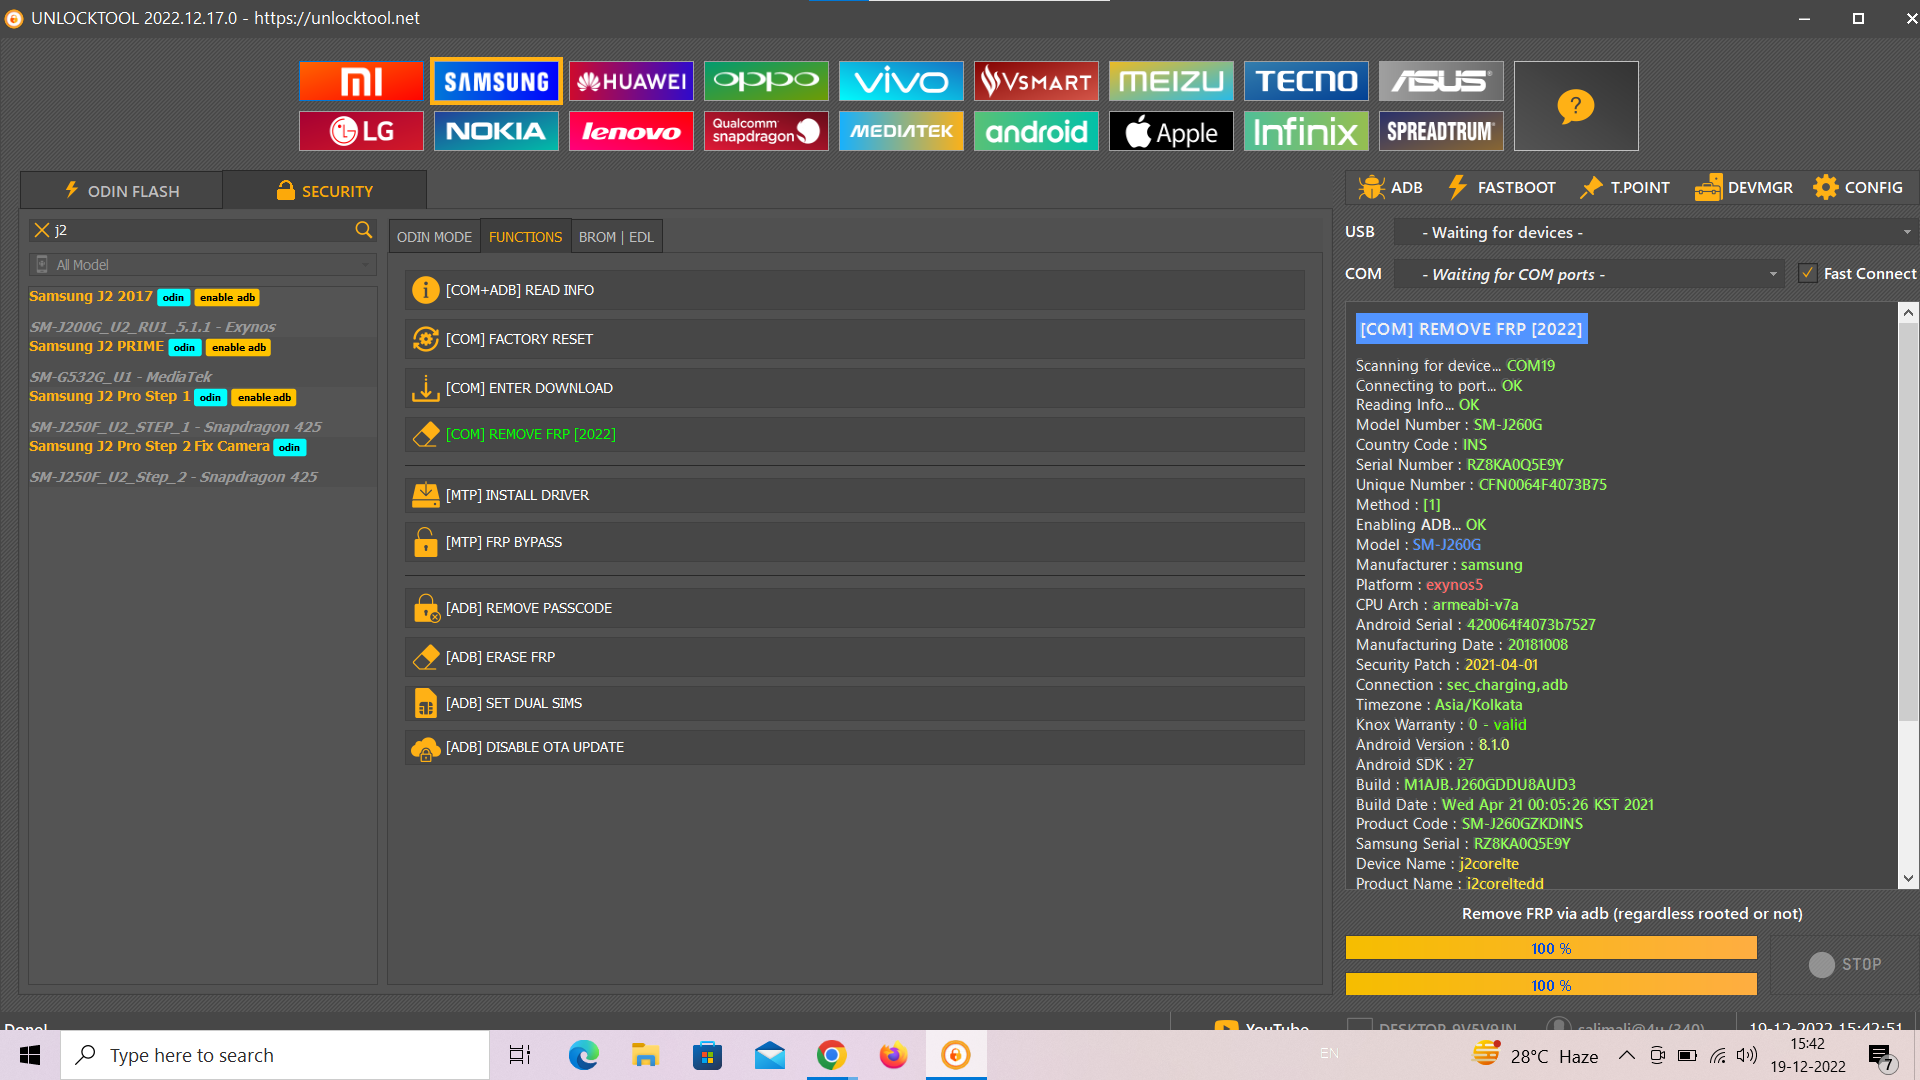 UNLOCKTOOL 2022.12.17.0 - https://unlocktool.net
MI SAMSUNG HUAWEI oppo vivo VSMART MEIZU TECNO ASUS ?
LG NOKIA lenovo Qualcomm snapdragon MEDIATEK android Apple Infinix SPREADTRUM
ODIN FLASH SECURITY
ADB FASTBOOT T.POINT DEVMGR CONFIG
j2
All Model
Samsung J2 2017 odin enable adb
SM-J200G_U2_RU1_5.1.1 - Exynos
Samsung J2 PRIME odin enable adb
SM-G532G_U1 - MediaTek
Samsung J2 Pro Step 1 odin enable adb
SM-J250F_U2_STEP_1 - Snapdragon 425
Samsung J2 Pro Step 2 Fix Camera odin
SM-J250F_U2_Step_2 - Snapdragon 425
ODIN MODE FUNCTIONS BROM | EDL
[COM+ADB] READ INFO
[COM] FACTORY RESET
[COM] ENTER DOWNLOAD
[COM] REMOVE FRP [2022]
[MTP] INSTALL DRIVER
[MTP] FRP BYPASS
[ADB] REMOVE PASSCODE
[ADB] ERASE FRP
[ADB] SET DUAL SIMS
[ADB] DISABLE OTA UPDATE
USB - Waiting for devices -
COM - Waiting for COM ports - Fast Connect
[COM] REMOVE FRP [2022]
Scanning for device... COM19
Connecting to port... OK
Reading Info... OK
Model Number : SM-J260G
Country Code : INS
Serial Number : RZ8KA0Q5E9Y
Unique Number : CFN0064F4073B75
Method : [1]
Enabling ADB... OK
Model : SM-J260G
Manufacturer : samsung
Platform : exynos5
CPU Arch : armeabi-v7a
Android Serial : 420064f4073b7527
Manufacturing Date : 20181008
Security Patch : 2021-04-01
Connection : sec_charging,adb
Timezone : Asia/Kolkata
Knox Warranty : 0 - valid
Android Version : 8.1.0
Android SDK : 27
Build : M1AJB.J260GDDU8AUD3
Build Date : Wed Apr 21 00:05:26 KST 2021
Product Code : SM-J260GZKDINS
Samsung Serial : RZ8KA0Q5E9Y
Device Name : j2corelte
Product Name : j2coreltedd
Remove FRP via adb (regardless rooted or not)
100 %
100 %
STOP
Done! YouTube DESKTOP-9V5V9JN salimali@4u (340) 19-12-2022 15:42:51
Type here to search
EN
28°C Haze
15:42
19-12-2022
7